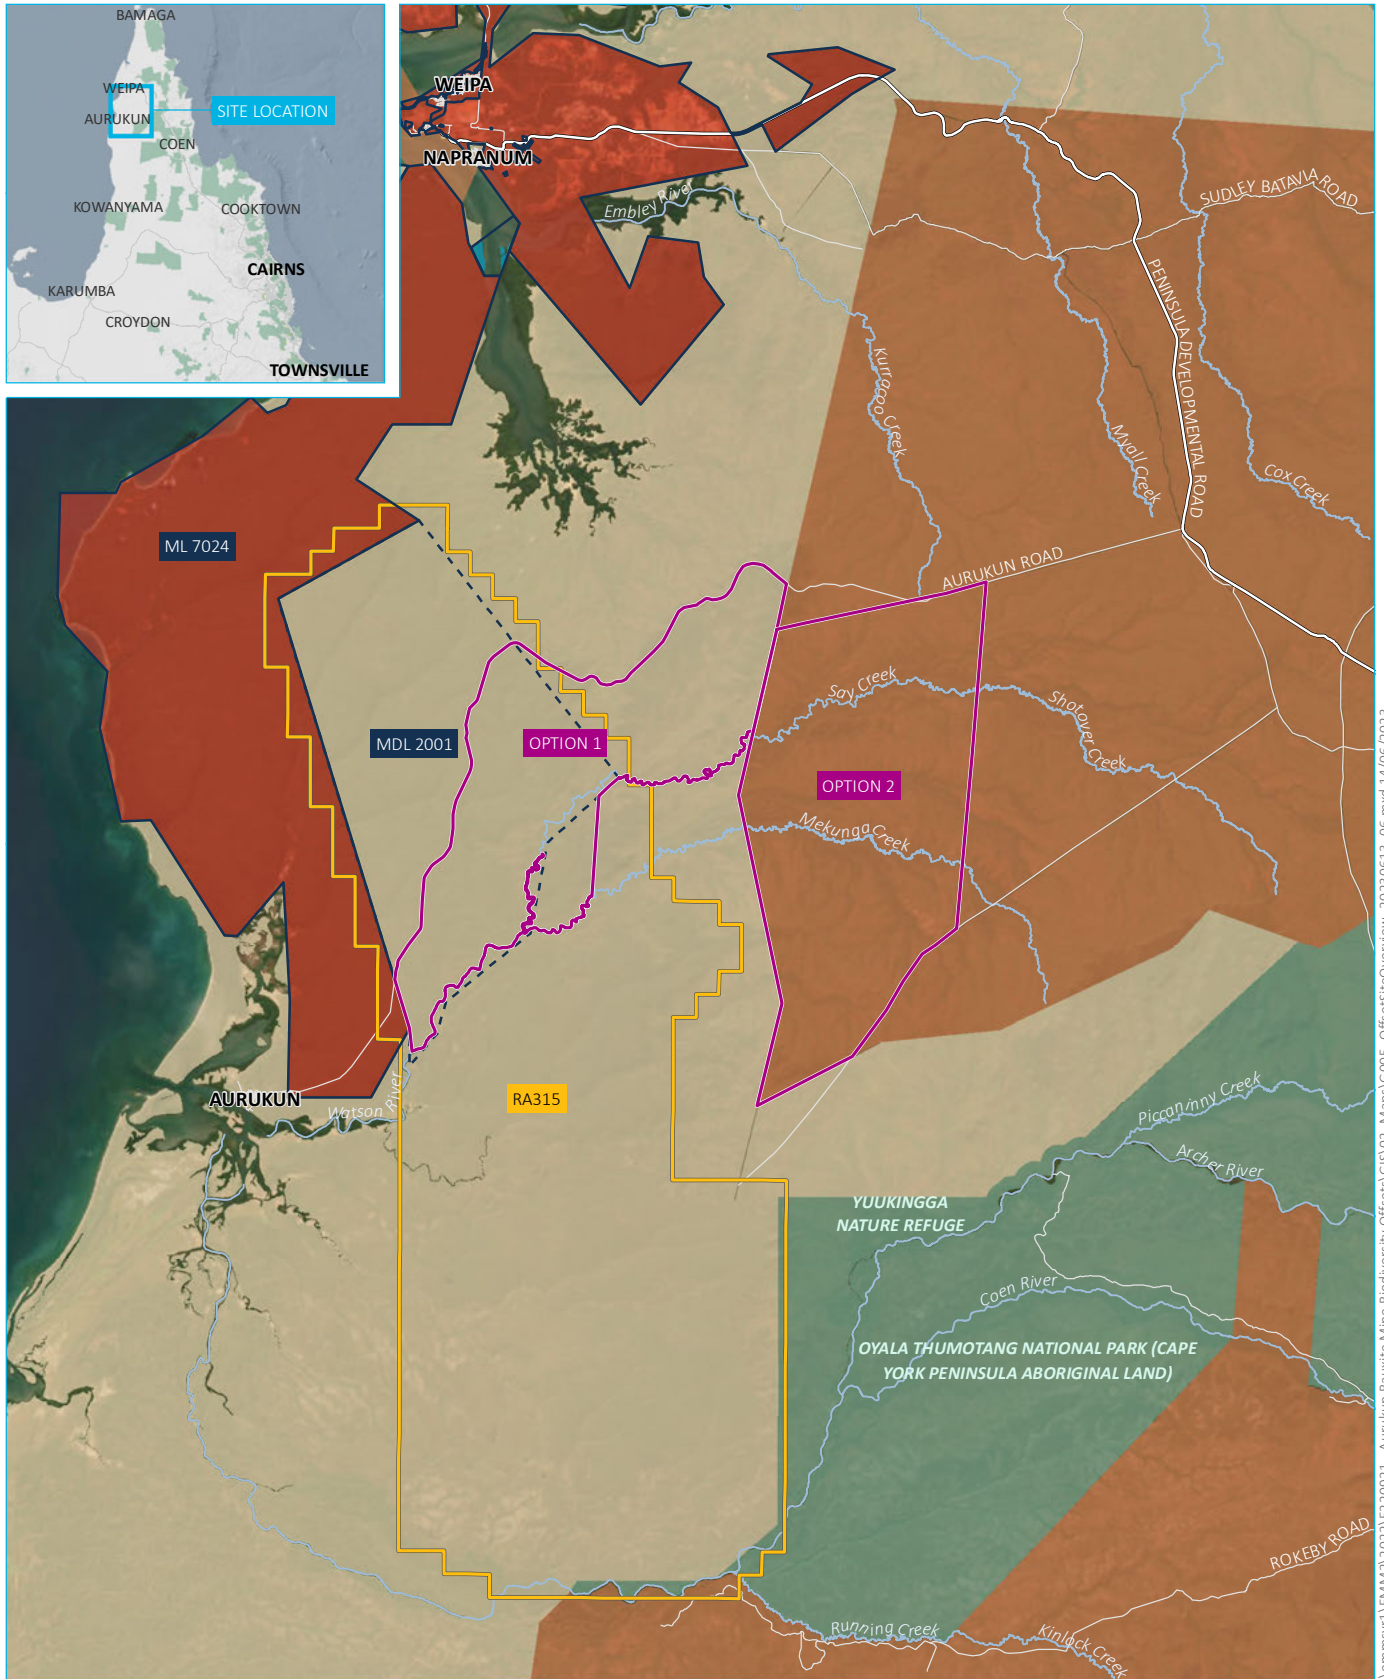 BAMAGA
WEIPA
AURUKUN
SITE LOCATION
COEN
KOWANYAMA
COOKTOWN
CAIRNS
KARUMBA
CROYDON
TOWNSVILLE
WEIPA
NAPRANUM
Embley River
SUDLEY BATAVIA ROAD
PENINSULA DEVELOPMENTAL ROAD
Kurracoo Creek
Myall Creek
Cox Creek
ML 7024
AURUKUN ROAD
Say Creek
Shotover Creek
MDL 2001
OPTION 1
OPTION 2
Mekunga Creek
AURUKUN
Watson River
RA315
Piccaninny Creek
Archer River
YUUKINGGA
NATURE REFUGE
Coen River
OYALA THUMOTANG NATIONAL PARK (CAPE
YORK PENINSULA ABORIGINAL LAND)
ROKEBY ROAD
Running Creek
Kinlock Creek